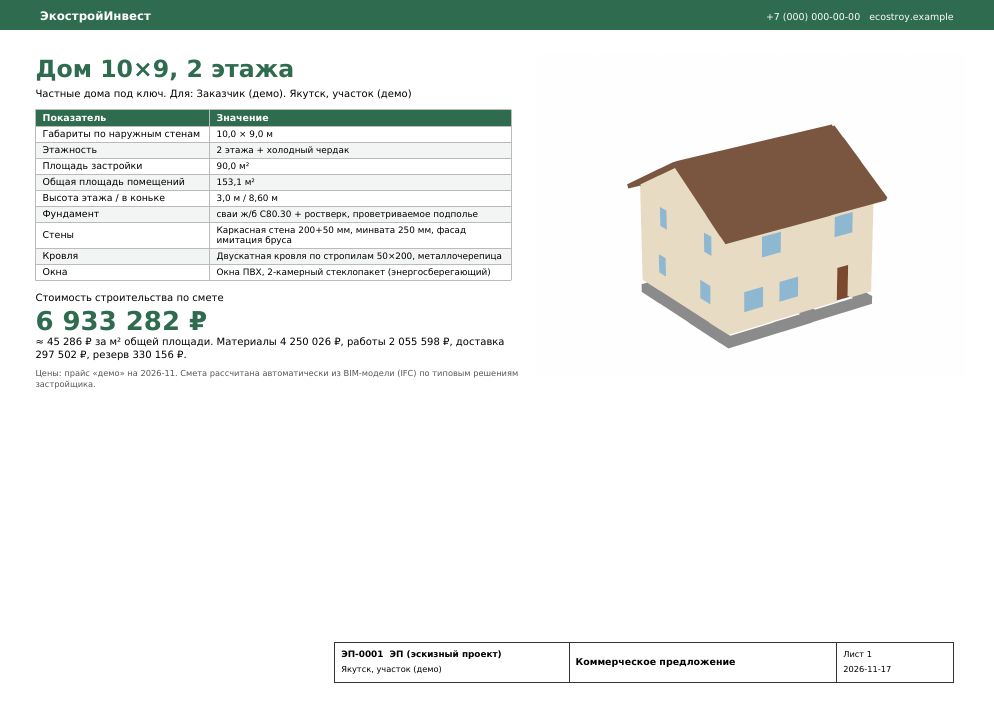 ЭкостройИнвест
+7 (000) 000-00-00 ecostroy.example
Дом 10×9, 2 этажа
Частные дома под ключ. Для: Заказчик (демо). Якутск, участок (демо)
Показатель Значение
Габариты по наружным стенам 10,0 × 9,0 м
Этажность 2 этажа + холодный чердак
Площадь застройки 90,0 м²
Общая площадь помещений 153,1 м²
Высота этажа / в коньке 3,0 м / 8,60 м
Фундамент сваи ж/б С80.30 + ростверк, проветриваемое подполье
Стены Каркасная стена 200+50 мм, минвата 250 мм, фасад
имитация бруса
Кровля Двускатная кровля по стропилам 50×200, металлочерепица
Окна Окна ПВХ, 2-камерный стеклопакет (энергосберегающий)
Стоимость строительства по смете
6 933 282 ₽
≈ 45 286 ₽ за м² общей площади. Материалы 4 250 026 ₽, работы 2 055 598 ₽, доставка
297 502 ₽, резерв 330 156 ₽.
Цены: прайс «демо» на 2026-11. Смета рассчитана автоматически из BIM-модели (IFC) по типовым решениям
застройщика.
ЭП-0001 ЭП (эскизный проект)
Якутск, участок (демо)
Коммерческое предложение
Лист 1
2026-11-17